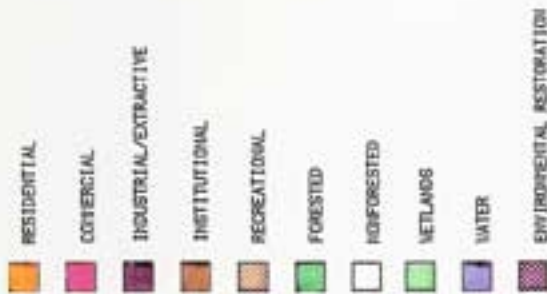 RESIDENTIAL
COMMERCIAL
INDUSTRIAL/EXTRACTIVE
INSTITUTIONAL
RECREATIONAL
FORESTED
NONFORESTED
WETLANDS
WATER
ENVIRONMENTAL RESTORATION